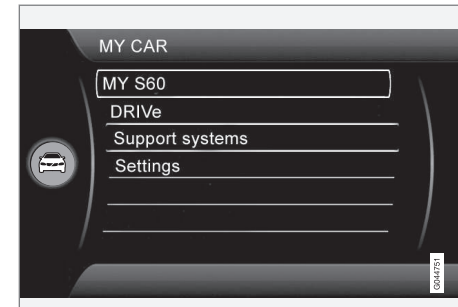 MY CAR
MY S60
DRIVe
Support systems
Settings
G044751